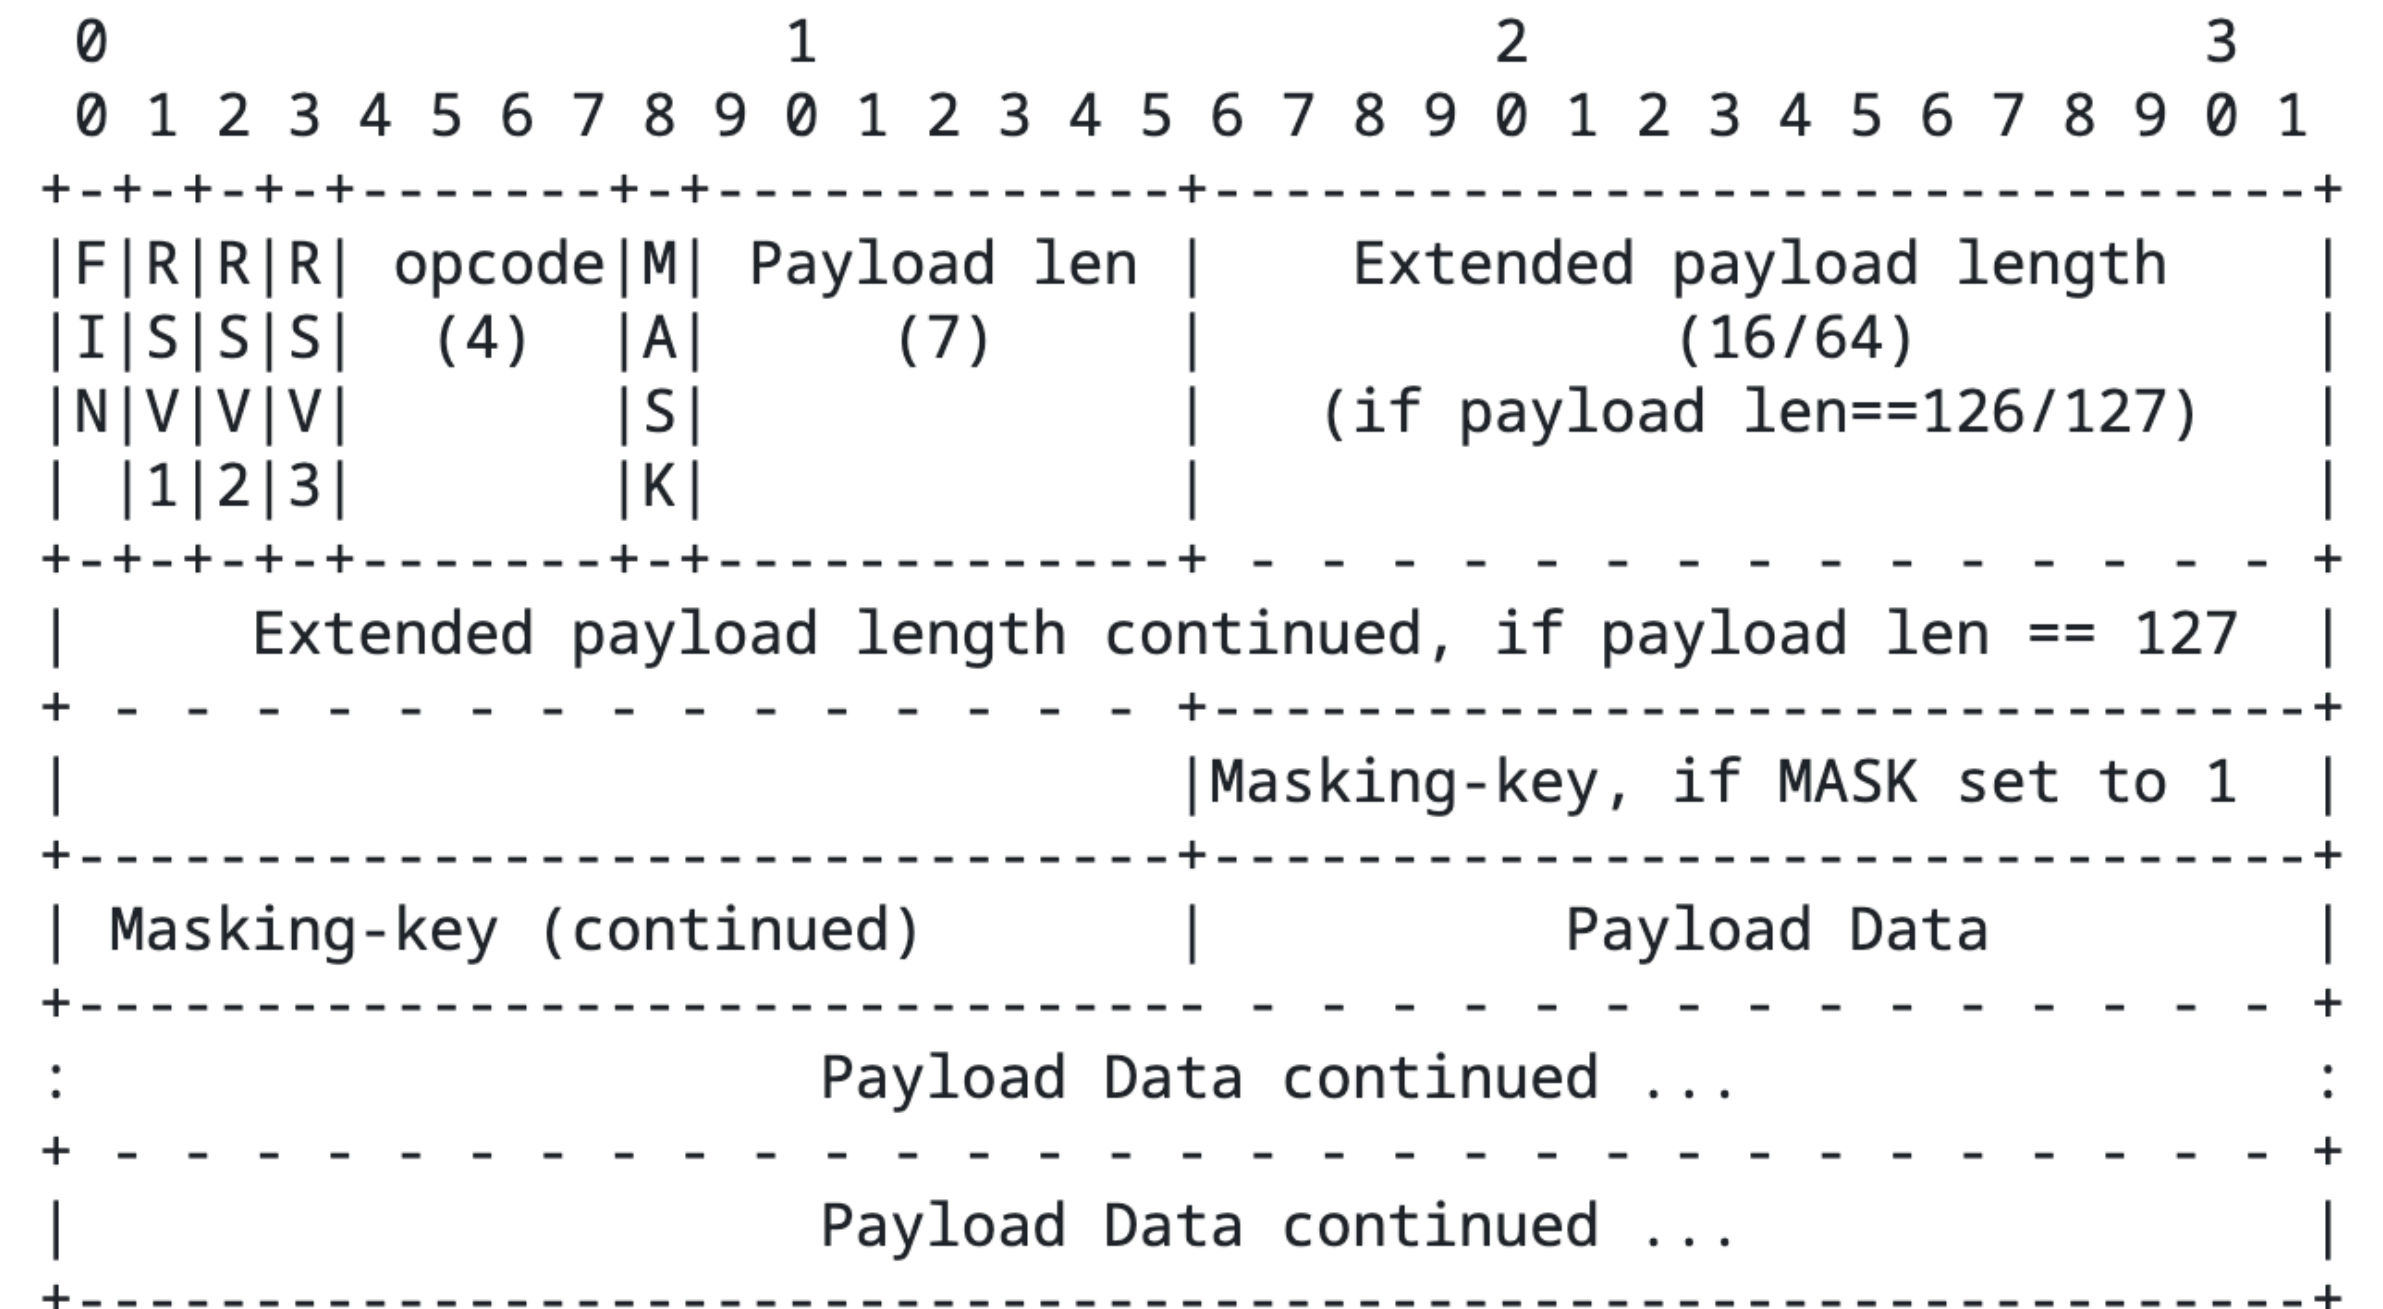 0                   1                   2                   3
 0 1 2 3 4 5 6 7 8 9 0 1 2 3 4 5 6 7 8 9 0 1 2 3 4 5 6 7 8 9 0 1
+-+-+-+-+-------+-+-------------+-------------------------------+
|F|R|R|R| opcode|M| Payload len |    Extended payload length    |
|I|S|S|S|  (4)  |A|     (7)     |             (16/64)           |
|N|V|V|V|       |S|             |   (if payload len==126/127)   |
| |1|2|3|       |K|             |                               |
+-+-+-+-+-------+-+-------------+ - - - - - - - - - - - - - - - +
|     Extended payload length continued, if payload len == 127  |
+ - - - - - - - - - - - - - - - +-------------------------------+
|                               |Masking-key, if MASK set to 1  |
+-------------------------------+-------------------------------+
| Masking-key (continued)       |          Payload Data         |
+-------------------------------- - - - - - - - - - - - - - - - +
:                     Payload Data continued ...                :
+ - - - - - - - - - - - - - - - - - - - - - - - - - - - - - - - +
|                     Payload Data continued ...                |
+---------------------------------------------------------------+